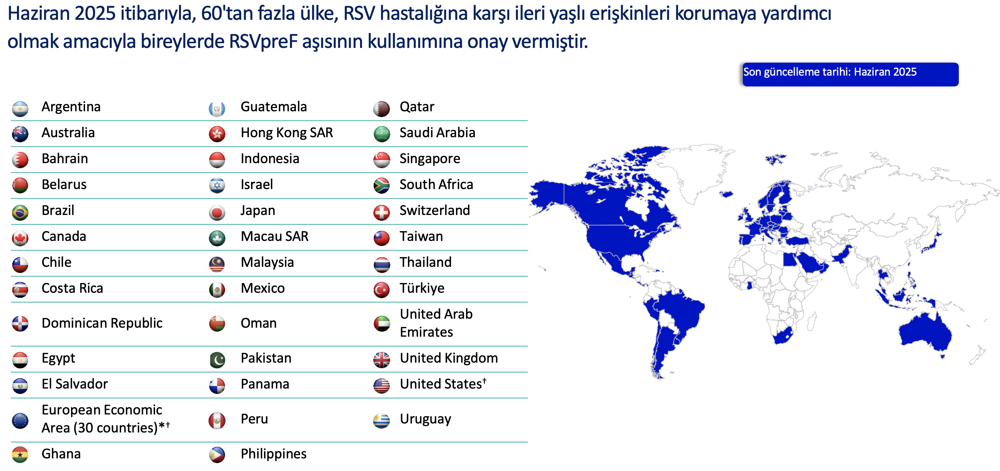 Haziran 2025 itibarıyla, 60'tan fazla ülke, RSV hastalığına karşı ileri yaşlı erişkinleri korumaya yardımcı
olmak amacıyla bireylerde RSVpreF aşısının kullanımına onay vermiştir.
Son güncelleme tarihi: Haziran 2025
Argentina
Guatemala
Qatar
Australia
Hong Kong SAR
Saudi Arabia
Bahrain
Indonesia
Singapore
Belarus
Israel
South Africa
Brazil
Japan
Switzerland
Canada
Macau SAR
Taiwan
Chile
Malaysia
Thailand
Costa Rica
Mexico
Türkiye
Dominican Republic
Oman
United Arab
Emirates
Egypt
Pakistan
United Kingdom
El Salvador
Panama
United States†
European Economic
Area (30 countries)*†
Peru
Uruguay
Ghana
Philippines